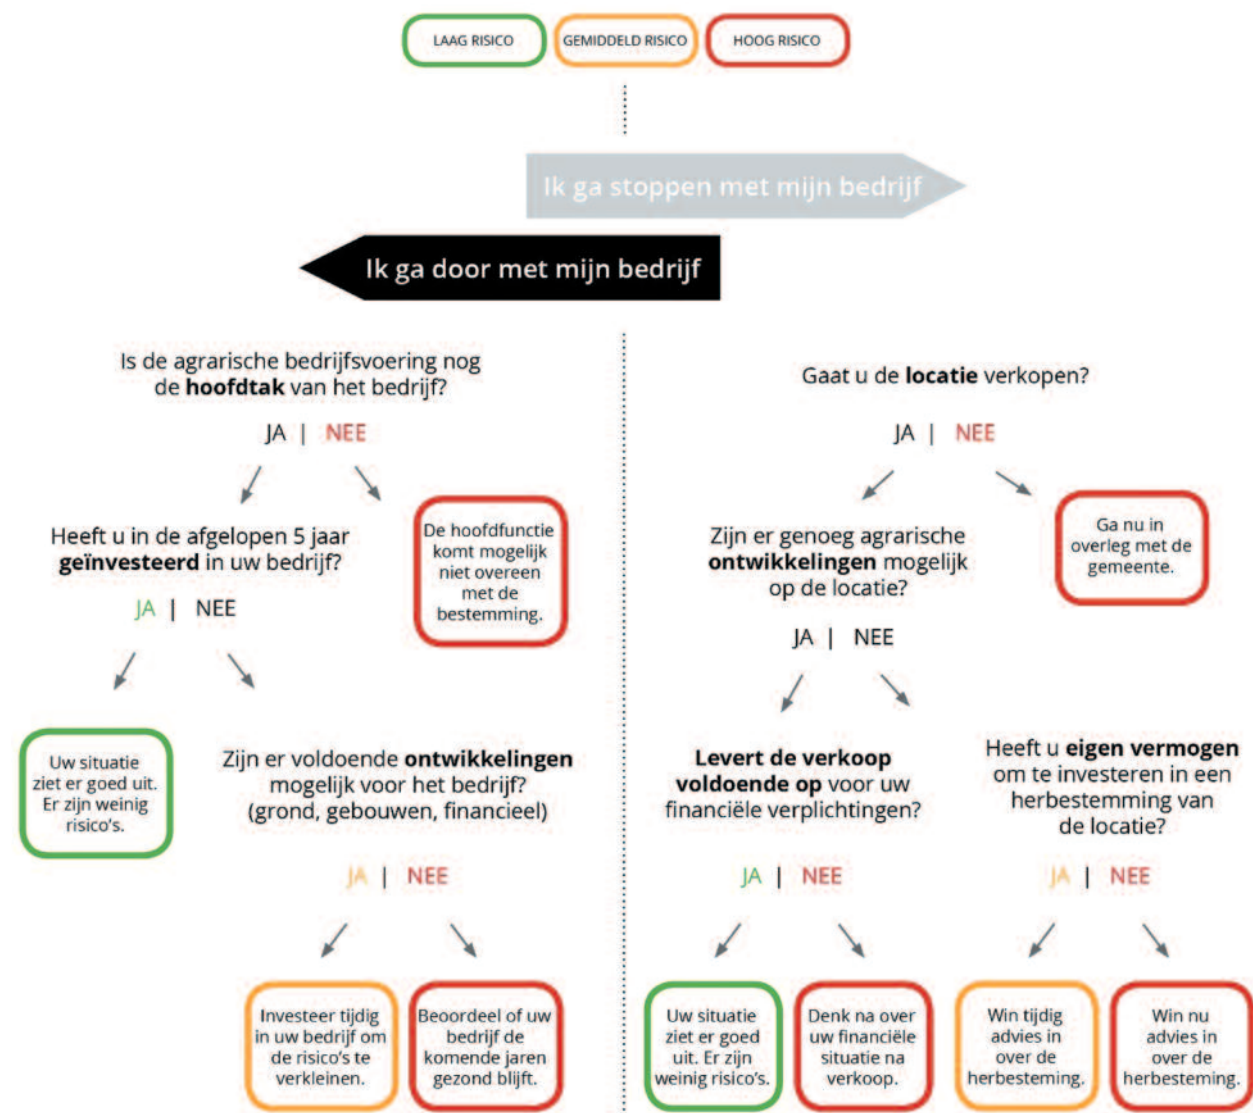 LAAG RISICO
GEMIDDELD RISICO
HOOG RISICO
Ik ga stoppen met mijn bedrijf
Ik ga door met mijn bedrijf
Is de agrarische bedrijfsvoering nog
de hoofdtak van het bedrijf?
JA | NEE
Heeft u in de afgelopen 5 jaar
geïnvesteerd in uw bedrijf?
JA | NEE
De hoofdfunctie
komt mogelijk
niet overeen
met de
bestemming.
Uw situatie
ziet er goed uit.
Er zijn weinig
risico's.
Zijn er voldoende ontwikkelingen
mogelijk voor het bedrijf?
(grond, gebouwen, financieel)
JA | NEE
Investeer tijdig
in uw bedrijf om
de risico's te
verkleinen.
Beoordeel of uw
bedrijf de
komende jaren
gezond blijft.
Gaat u de locatie verkopen?
JA | NEE
Zijn er genoeg agrarische
ontwikkelingen mogelijk
op de locatie?
JA | NEE
Ga nu in
overleg met de
gemeente.
Levert de verkoop
voldoende op voor uw
financiële verplichtingen?
JA | NEE
Heeft u eigen vermogen
om te investeren in een
herbestemming van
de locatie?
JA | NEE
Uw situatie
ziet er goed
uit. Er zijn
weinig risico's.
Denk na over
uw financiële
situatie na
verkoop.
Win tijdig
advies in
over de
herbesteming.
Win nu
advies in
over de
herbesteming.